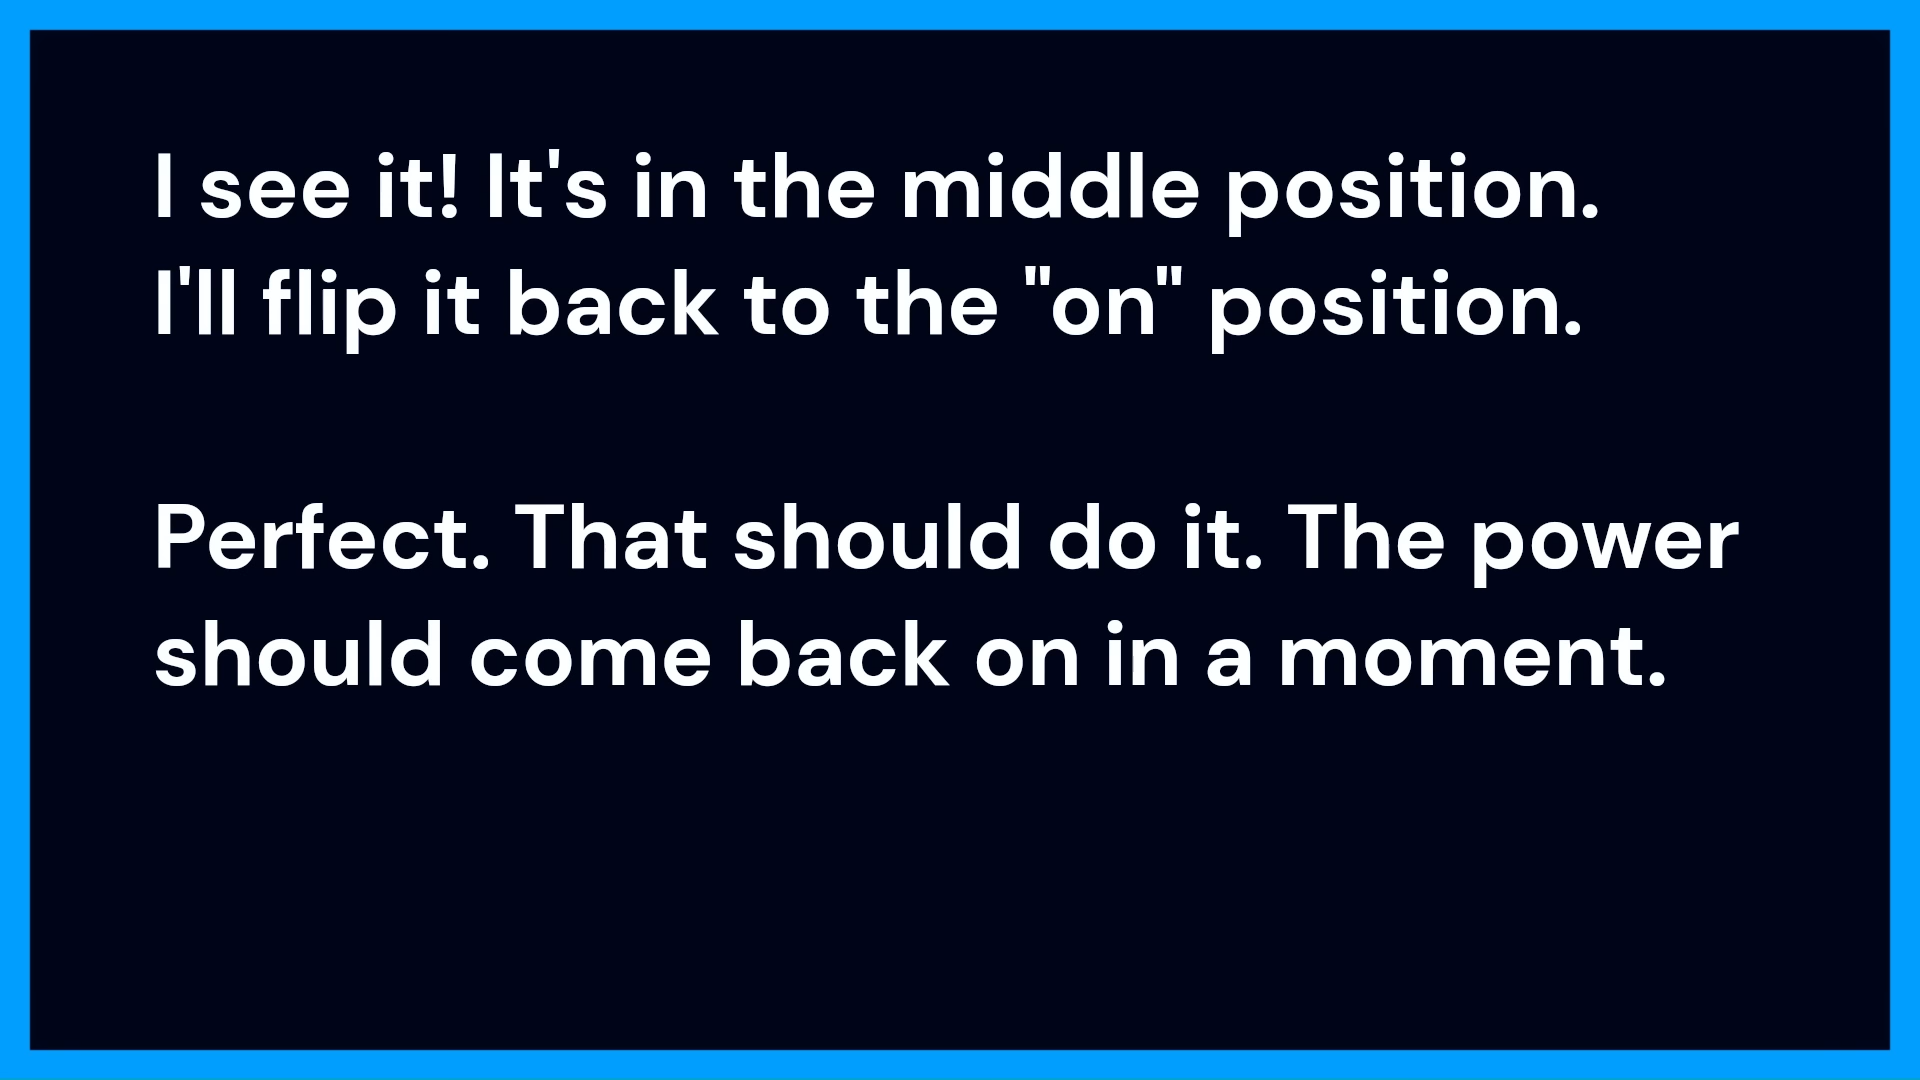 I see it! It's in the middle position.
I'll flip it back to the "on" position.
Perfect. That should do it. The power
should come back on in a moment.